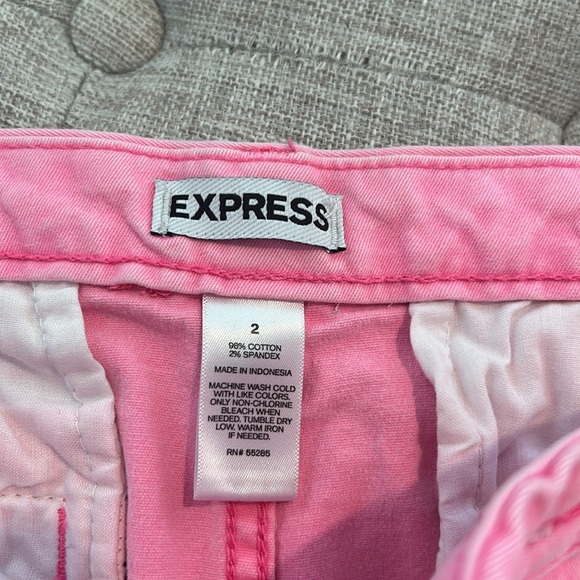 EXPRESS
2
98% COTTON
2% SPANDEX
MADE IN INDONESIA
MACHINE WASH COLD
WITH LIKE COLORS.
ONLY NON-CHLORINE
BLEACH WHEN
NEEDED. TUMBLE DRY
LOW. WARM IRON
IF NEEDED.
RN# 55285